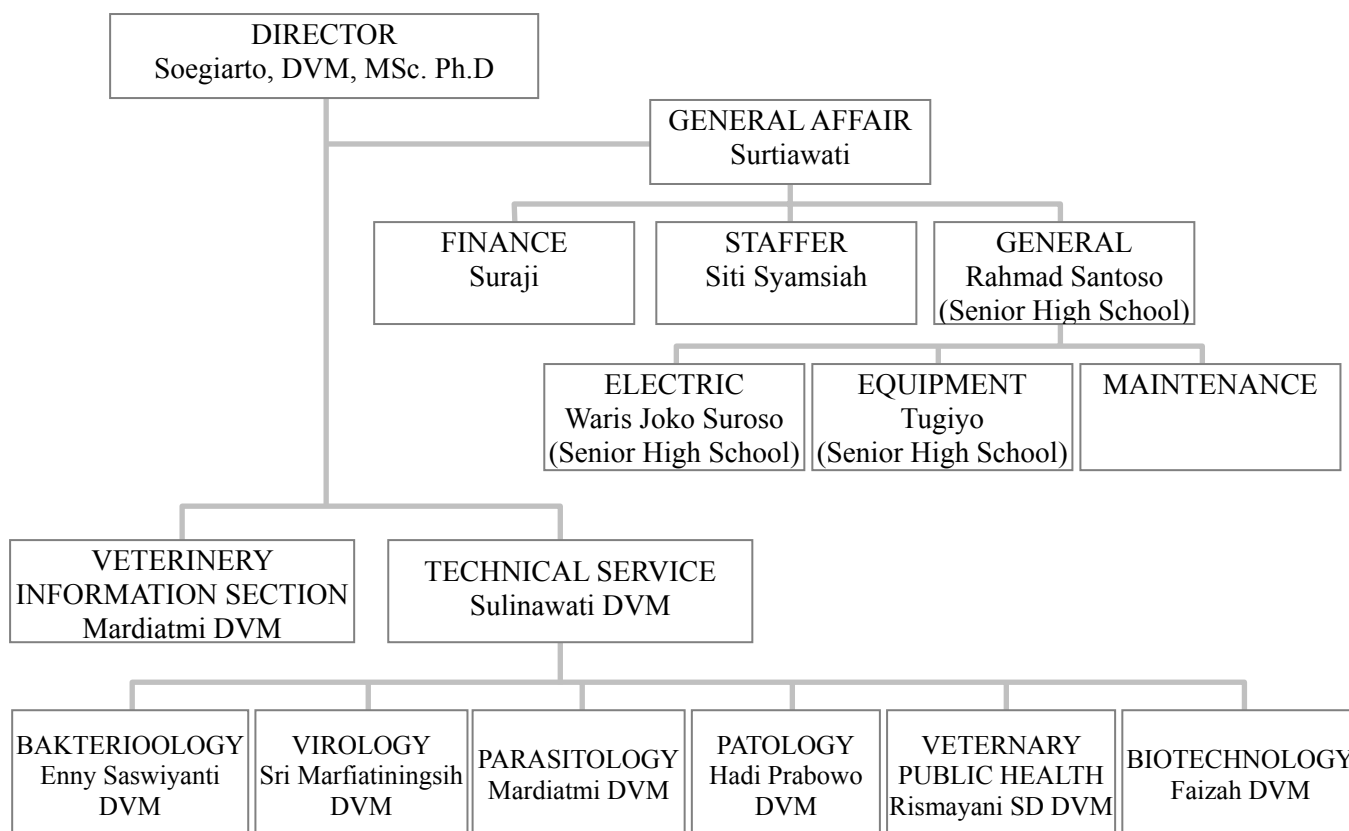 DIRECTOR
Soegiarto, DVM, MSc. Ph.D
GENERAL AFFAIR
Surtiawati
FINANCE
Suraji
STAFFER
Siti Syamsiah
GENERAL
Rahmad Santoso
(Senior High School)
ELECTRIC
Waris Joko Suroso
(Senior High School)
EQUIPMENT
Tugiyo
(Senior High School)
MAINTENANCE
VETERINERY
INFORMATION SECTION
Mardiatmi DVM
TECHNICAL SERVICE
Sulinawati DVM
BAKTERIOOLOGY
Enny Saswiyanti
DVM
VIROLOGY
Sri Marfiatiningsih
DVM
PARASITOLOGY
Mardiatmi DVM
PATOLOGY
Hadi Prabowo
DVM
VETERNARY
PUBLIC HEALTH
Rismayani SD DVM
BIOTECHNOLOGY
Faizah DVM